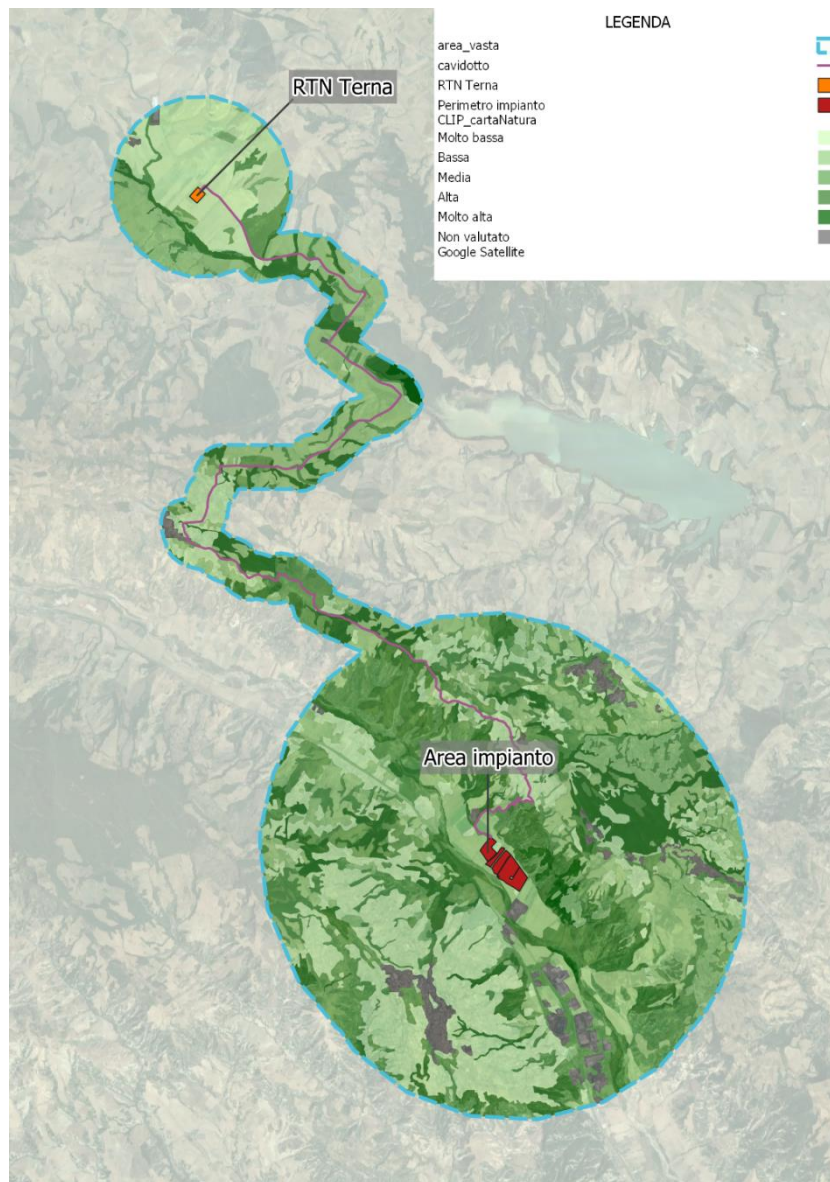 LEGENDA
area_vasta
cavidotto
RTN Terna
Perimetro impianto
CLIP_cartaNatura
Molto bassa
Bassa
Media
Alta
Molto alta
Non valutato
Google Satellite
RTN Terna
Area impianto